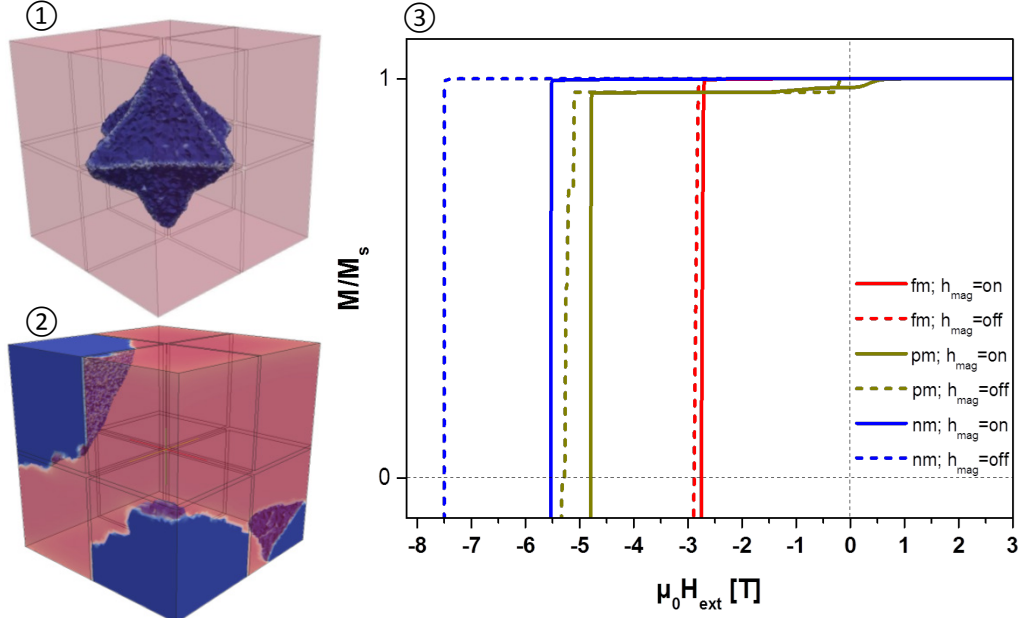 ①
②
③
M/Mₛ
1
0
fm; hₘₐg=on
fm; hₘₐg=off
pm; hₘₐg=on
pm; hₘₐg=off
nm; hₘₐg=on
nm; hₘₐg=off
-8 -7 -6 -5 -4 -3 -2 -1 0 1 2 3
μ₀Hₑₓₜ [T]